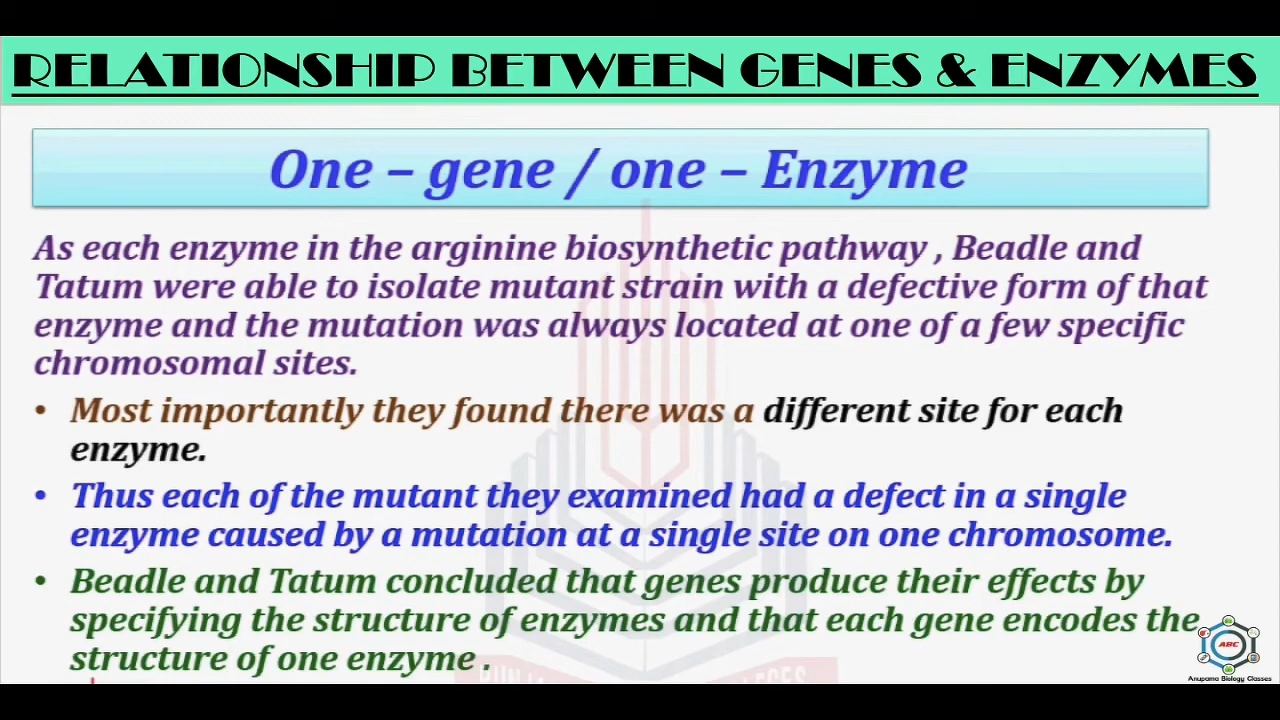 RELATIONSHIP BETWEEN GENES & ENZYMES
One – gene / one – Enzyme
As each enzyme in the arginine biosynthetic pathway , Beadle and
Tatum were able to isolate mutant strain with a defective form of that
enzyme and the mutation was always located at one of a few specific
chromosomal sites.
• Most importantly they found there was a different site for each
enzyme.
• Thus each of the mutant they examined had a defect in a single
enzyme caused by a mutation at a single site on one chromosome.
• Beadle and Tatum concluded that genes produce their effects by
specifying the structure of enzymes and that each gene encodes the
structure of one enzyme .
ABC
Anupama Biology Classes